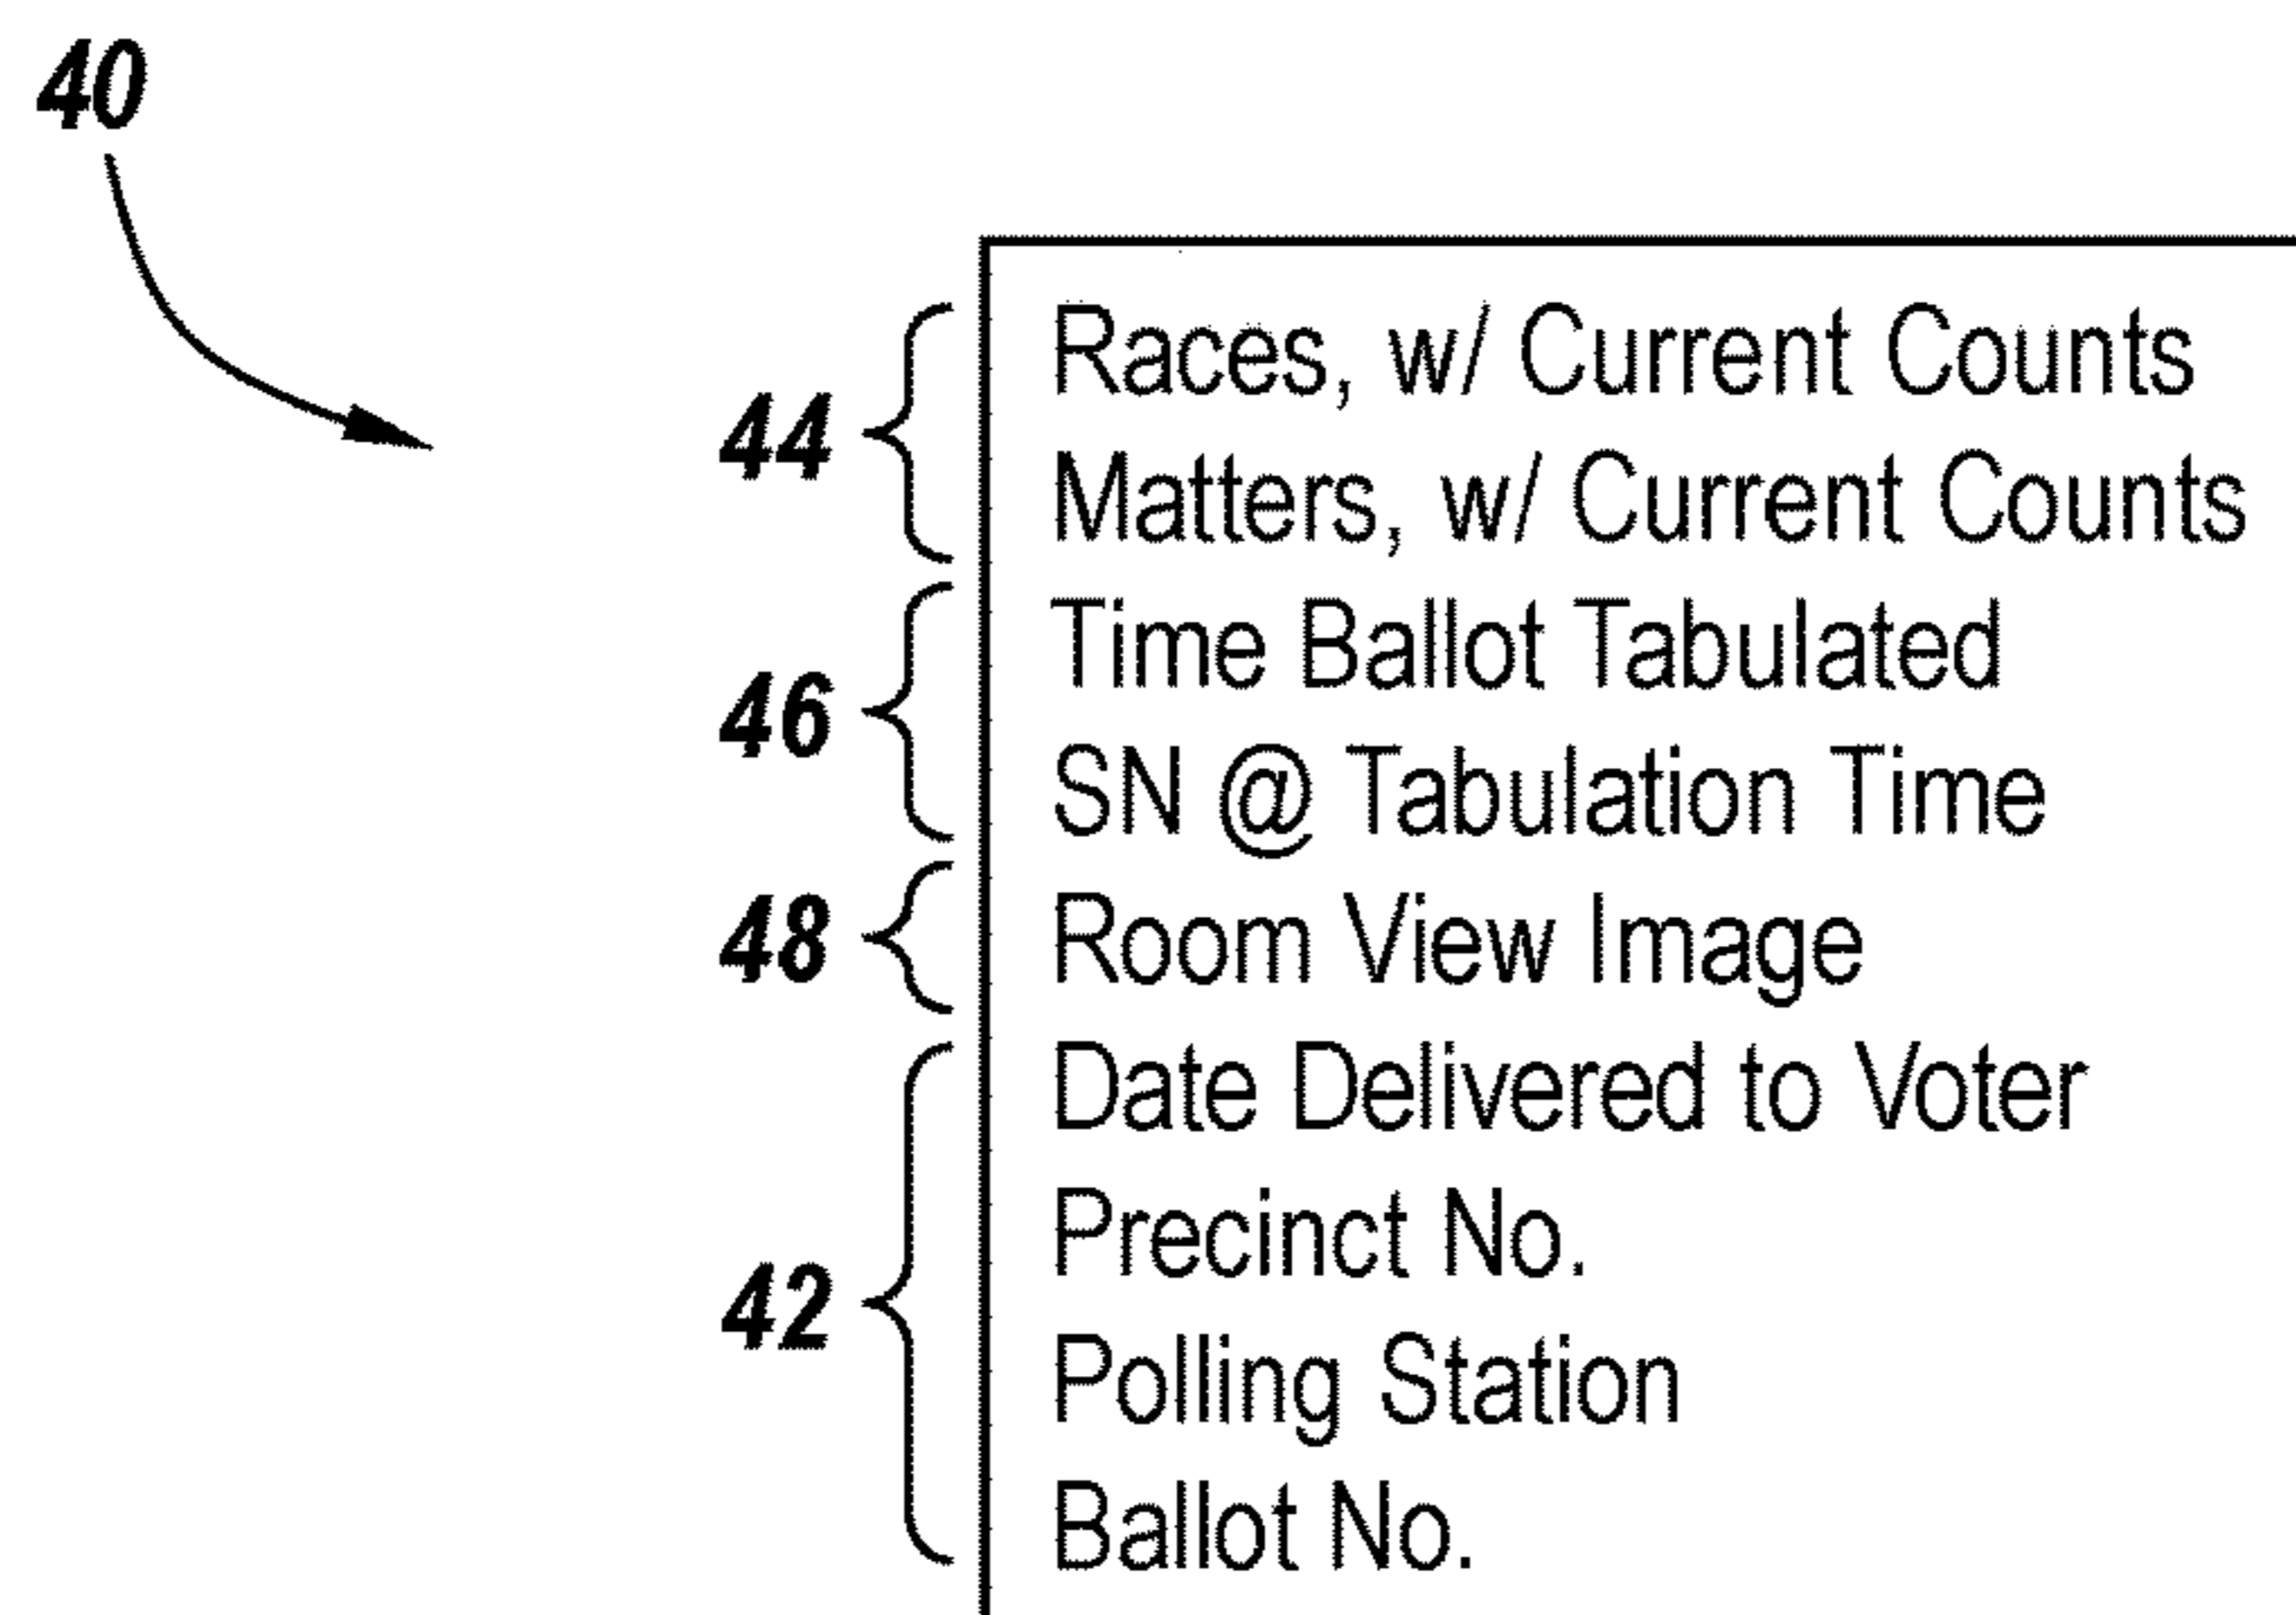 40
44 Races, w/ Current Counts
Matters, w/ Current Counts
46 Time Ballot Tabulated
SN @ Tabulation Time
48 Room View Image
Date Delivered to Voter
Precinct No.
42 Polling Station
Ballot No.